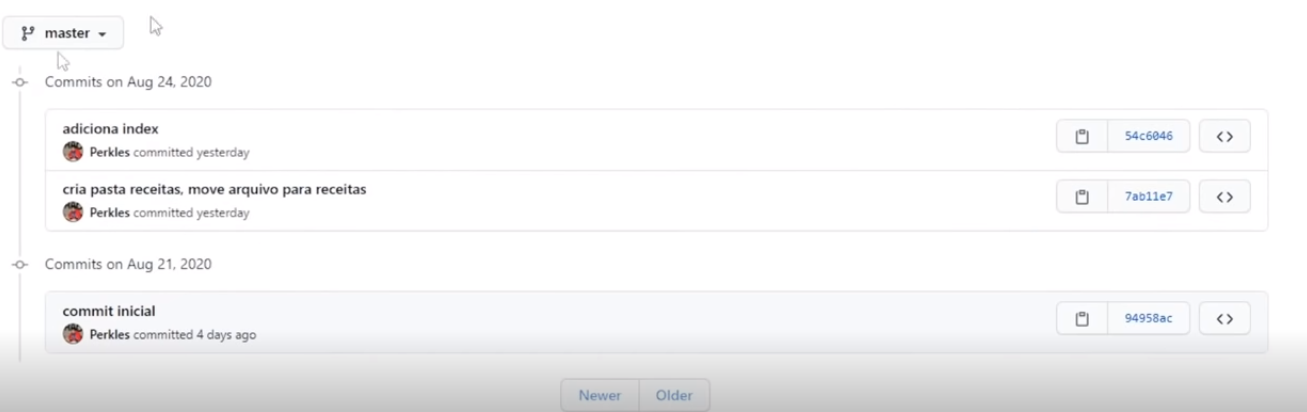 master
Commits on Aug 24, 2020
adiciona index
54c6046
Perkles committed yesterday
cria pasta receitas, move arquivo para receitas
7ab11e7
Perkles committed yesterday
Commits on Aug 21, 2020
commit inicial
94958ac
Perkles committed 4 days ago
Newer Older